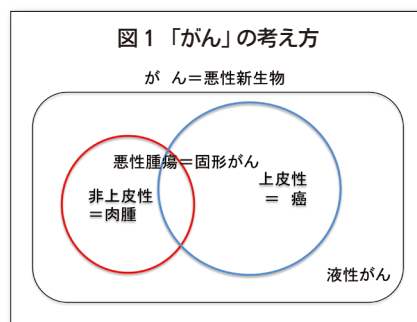 図1 「がん」の考え方
が ん＝悪性新生物
悪性腫瘍＝固形がん
上皮性
＝ 癌
非上皮性
＝肉腫
液性がん